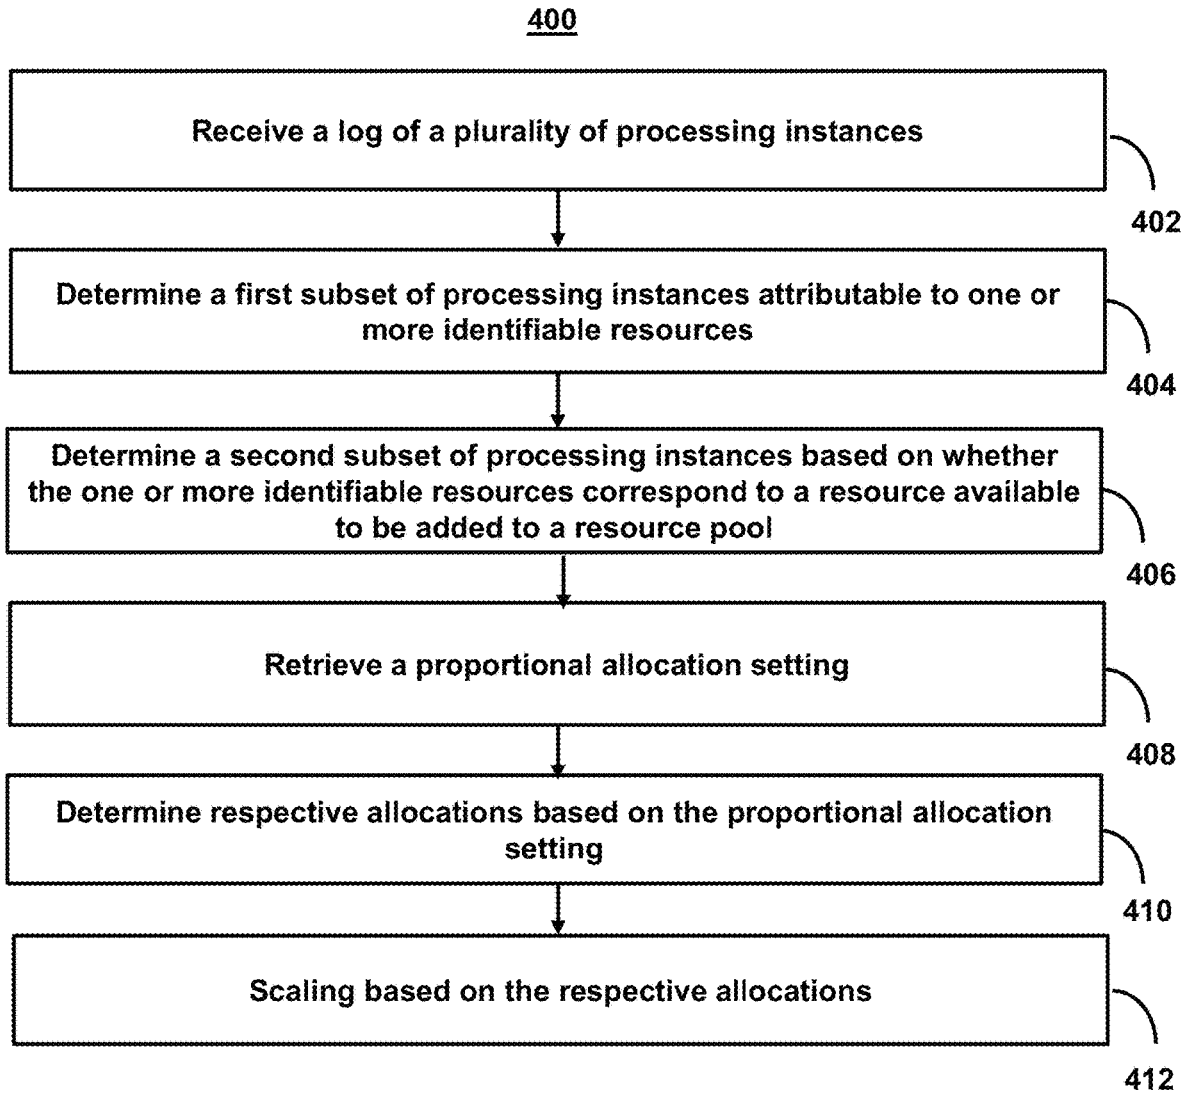 400
Receive a log of a plurality of processing instances
402
Determine a first subset of processing instances attributable to one or
more identifiable resources
404
Determine a second subset of processing instances based on whether
the one or more identifiable resources correspond to a resource available
to be added to a resource pool
406
Retrieve a proportional allocation setting
408
Determine respective allocations based on the proportional allocation
setting
410
Scaling based on the respective allocations
412